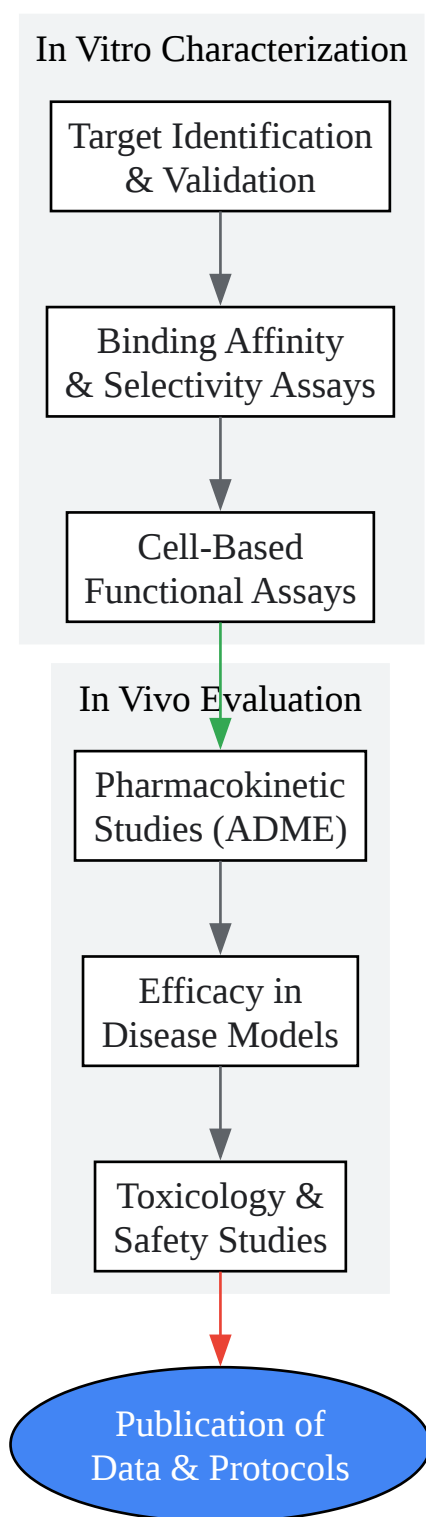 In Vitro Characterization
Target Identification
& Validation
Binding Affinity
& Selectivity Assays
Cell-Based
Functional Assays
In Vivo Evaluation
Pharmacokinetic
Studies (ADME)
Efficacy in
Disease Models
Toxicology &
Safety Studies
Publication of
Data & Protocols